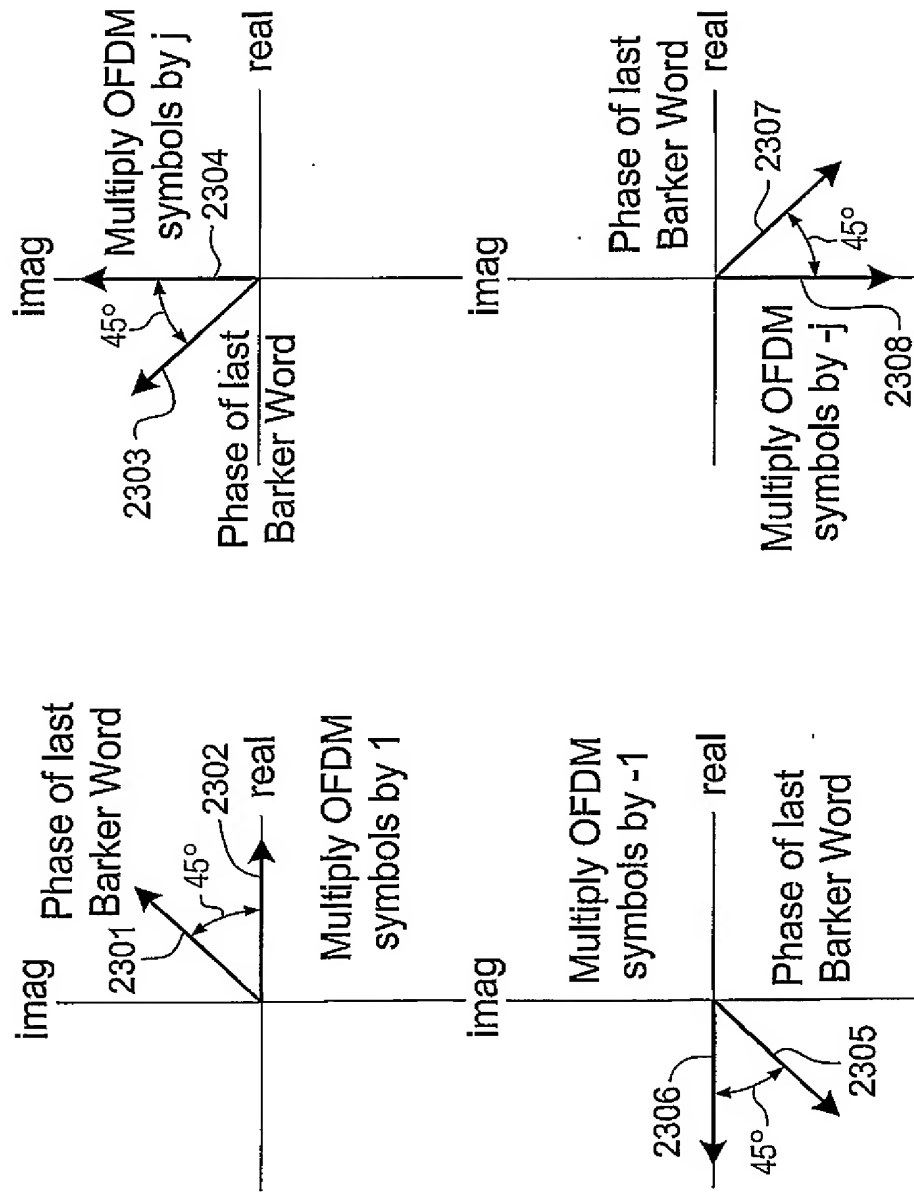 imag
Phase of last
Barker Word
2301
45°
2302
real
Multiply OFDM
symbols by 1
imag
Multiply OFDM
symbols by j
2304
45°
2303
real
Phase of last
Barker Word
imag
Multiply OFDM
symbols by -1
real
2306
45°
2305
Phase of last
Barker Word
imag
Phase of last
Barker Word
real
2307
45°
Multiply OFDM
symbols by -j
2308